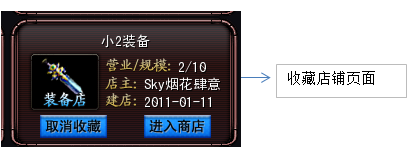 小2装备
营业/规模: 2/10
店主: Sky烟花肆意
建店: 2011-01-11
装备店
取消收藏
进入商店
收藏店铺页面